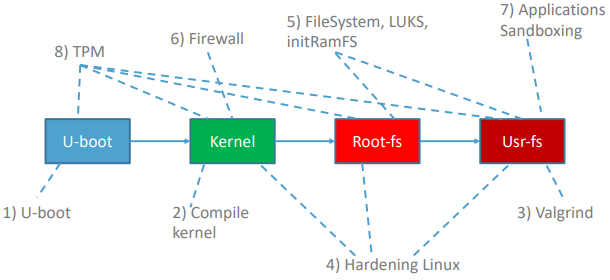 7) Applications
Sandboxing
5) FileSystem, LUKS,
initRamFS
6) Firewall
8) TPM
U-boot
Kernel
Root-fs
Usr-fs
1) U-boot
2) Compile
kernel
3) Valgrind
4) Hardening Linux